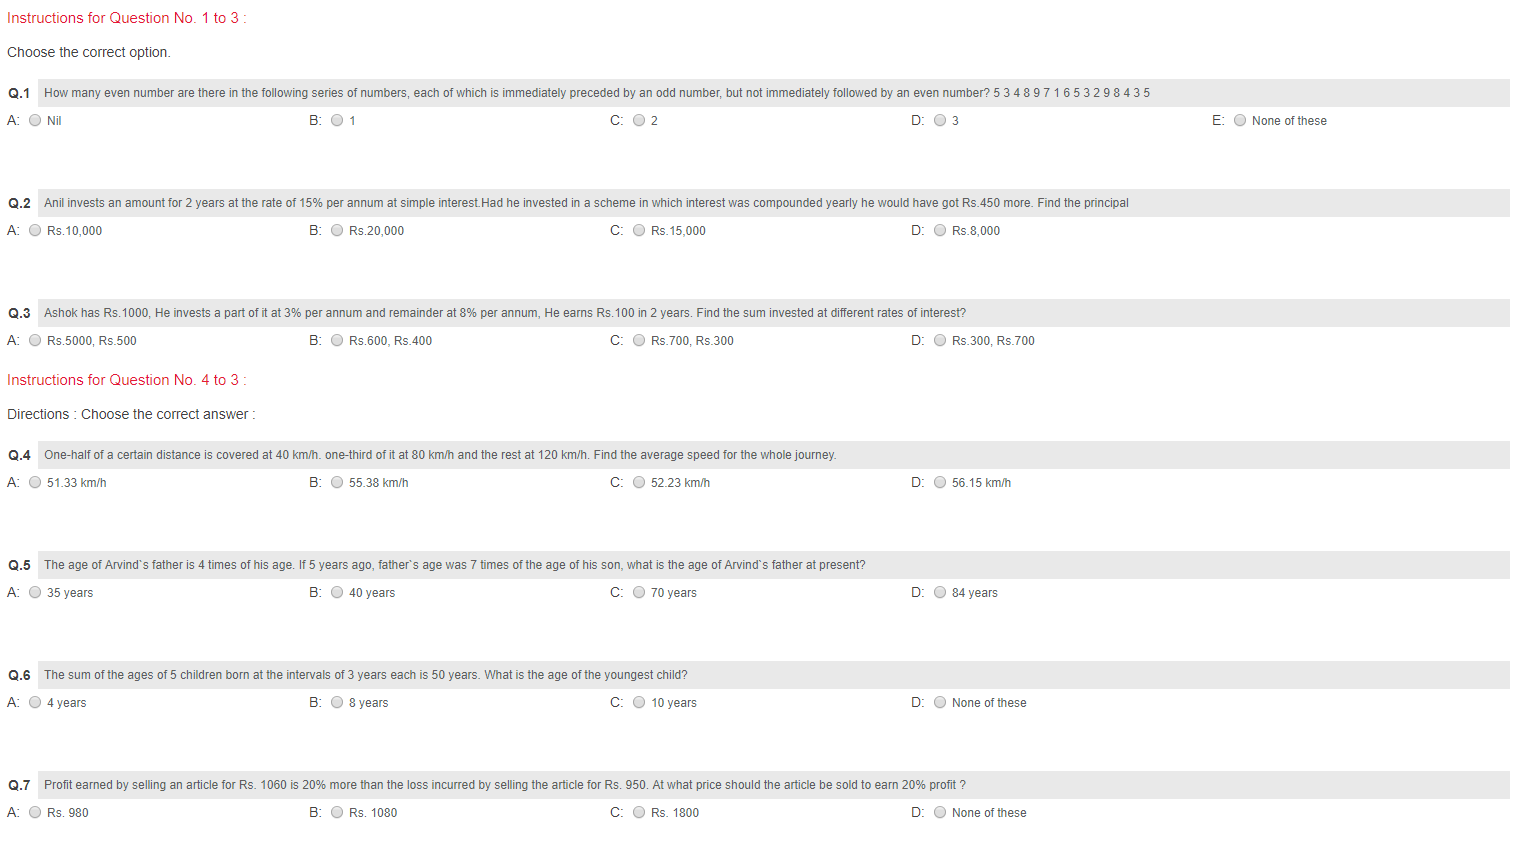 Instructions for Question No. 1 to 3 :
Choose the correct option.
Q.1 How many even number are there in the following series of numbers, each of which is immediately preceded by an odd number, but not immediately followed by an even number? 5 3 4 8 9 7 1 6 5 3 2 9 8 4 3 5
A: Nil B: 1 C: 2 D: 3 E: None of these
Q.2 Anil invests an amount for 2 years at the rate of 15% per annum at simple interest.Had he invested in a scheme in which interest was compounded yearly he would have got Rs.450 more. Find the principal
A: Rs.10,000 B: Rs.20,000 C: Rs.15,000 D: Rs.8,000
Q.3 Ashok has Rs.1000, He invests a part of it at 3% per annum and remainder at 8% per annum, He earns Rs.100 in 2 years. Find the sum invested at different rates of interest?
A: Rs.5000, Rs.500 B: Rs.600, Rs.400 C: Rs.700, Rs.300 D: Rs.300, Rs.700
Instructions for Question No. 4 to 3 :
Directions : Choose the correct answer :
Q.4 One-half of a certain distance is covered at 40 km/h. one-third of it at 80 km/h and the rest at 120 km/h. Find the average speed for the whole journey.
A: 51.33 km/h B: 55.38 km/h C: 52.23 km/h D: 56.15 km/h
Q.5 The age of Arvind`s father is 4 times of his age. If 5 years ago, father`s age was 7 times of the age of his son, what is the age of Arvind`s father at present?
A: 35 years B: 40 years C: 70 years D: 84 years
Q.6 The sum of the ages of 5 children born at the intervals of 3 years each is 50 years. What is the age of the youngest child?
A: 4 years B: 8 years C: 10 years D: None of these
Q.7 Profit earned by selling an article for Rs. 1060 is 20% more than the loss incurred by selling the article for Rs. 950. At what price should the article be sold to earn 20% profit ?
A: Rs. 980 B: Rs. 1080 C: Rs. 1800 D: None of these